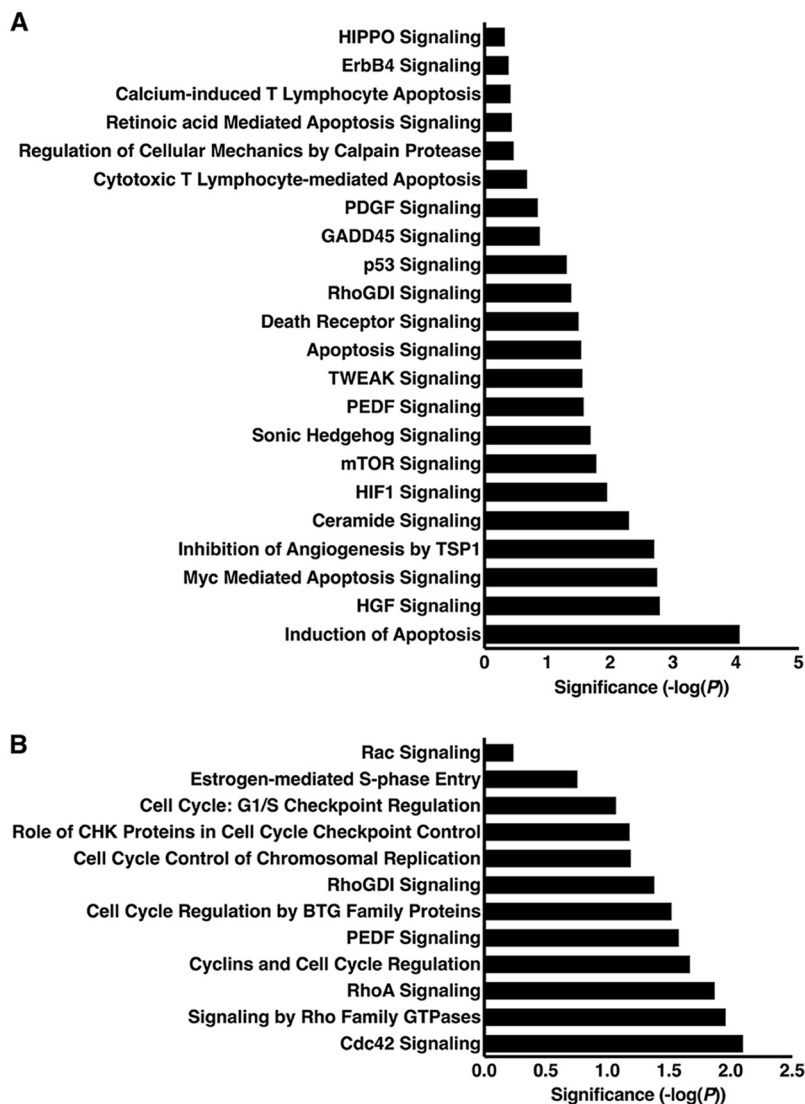 A
HIPPO Signaling
ErbB4 Signaling
Calcium-induced T Lymphocyte Apoptosis
Retinoic acid Mediated Apoptosis Signaling
Regulation of Cellular Mechanics by Calpain Protease
Cytotoxic T Lymphocyte-mediated Apoptosis
PDGF Signaling
GADD45 Signaling
p53 Signaling
RhoGDI Signaling
Death Receptor Signaling
Apoptosis Signaling
TWEAK Signaling
PEDF Signaling
Sonic Hedgehog Signaling
mTOR Signaling
HIF1 Signaling
Ceramide Signaling
Inhibition of Angiogenesis by TSP1
Myc Mediated Apoptosis Signaling
HGF Signaling
Induction of Apoptosis
0 1 2 3 4 5
Significance (-log(P))
B
Rac Signaling
Estrogen-mediated S-phase Entry
Cell Cycle: G1/S Checkpoint Regulation
Role of CHK Proteins in Cell Cycle Checkpoint Control
Cell Cycle Control of Chromosomal Replication
RhoGDI Signaling
Cell Cycle Regulation by BTG Family Proteins
PEDF Signaling
Cyclins and Cell Cycle Regulation
RhoA Signaling
Signaling by Rho Family GTPases
Cdc42 Signaling
0.0 0.5 1.0 1.5 2.0 2.5
Significance (-log(P))